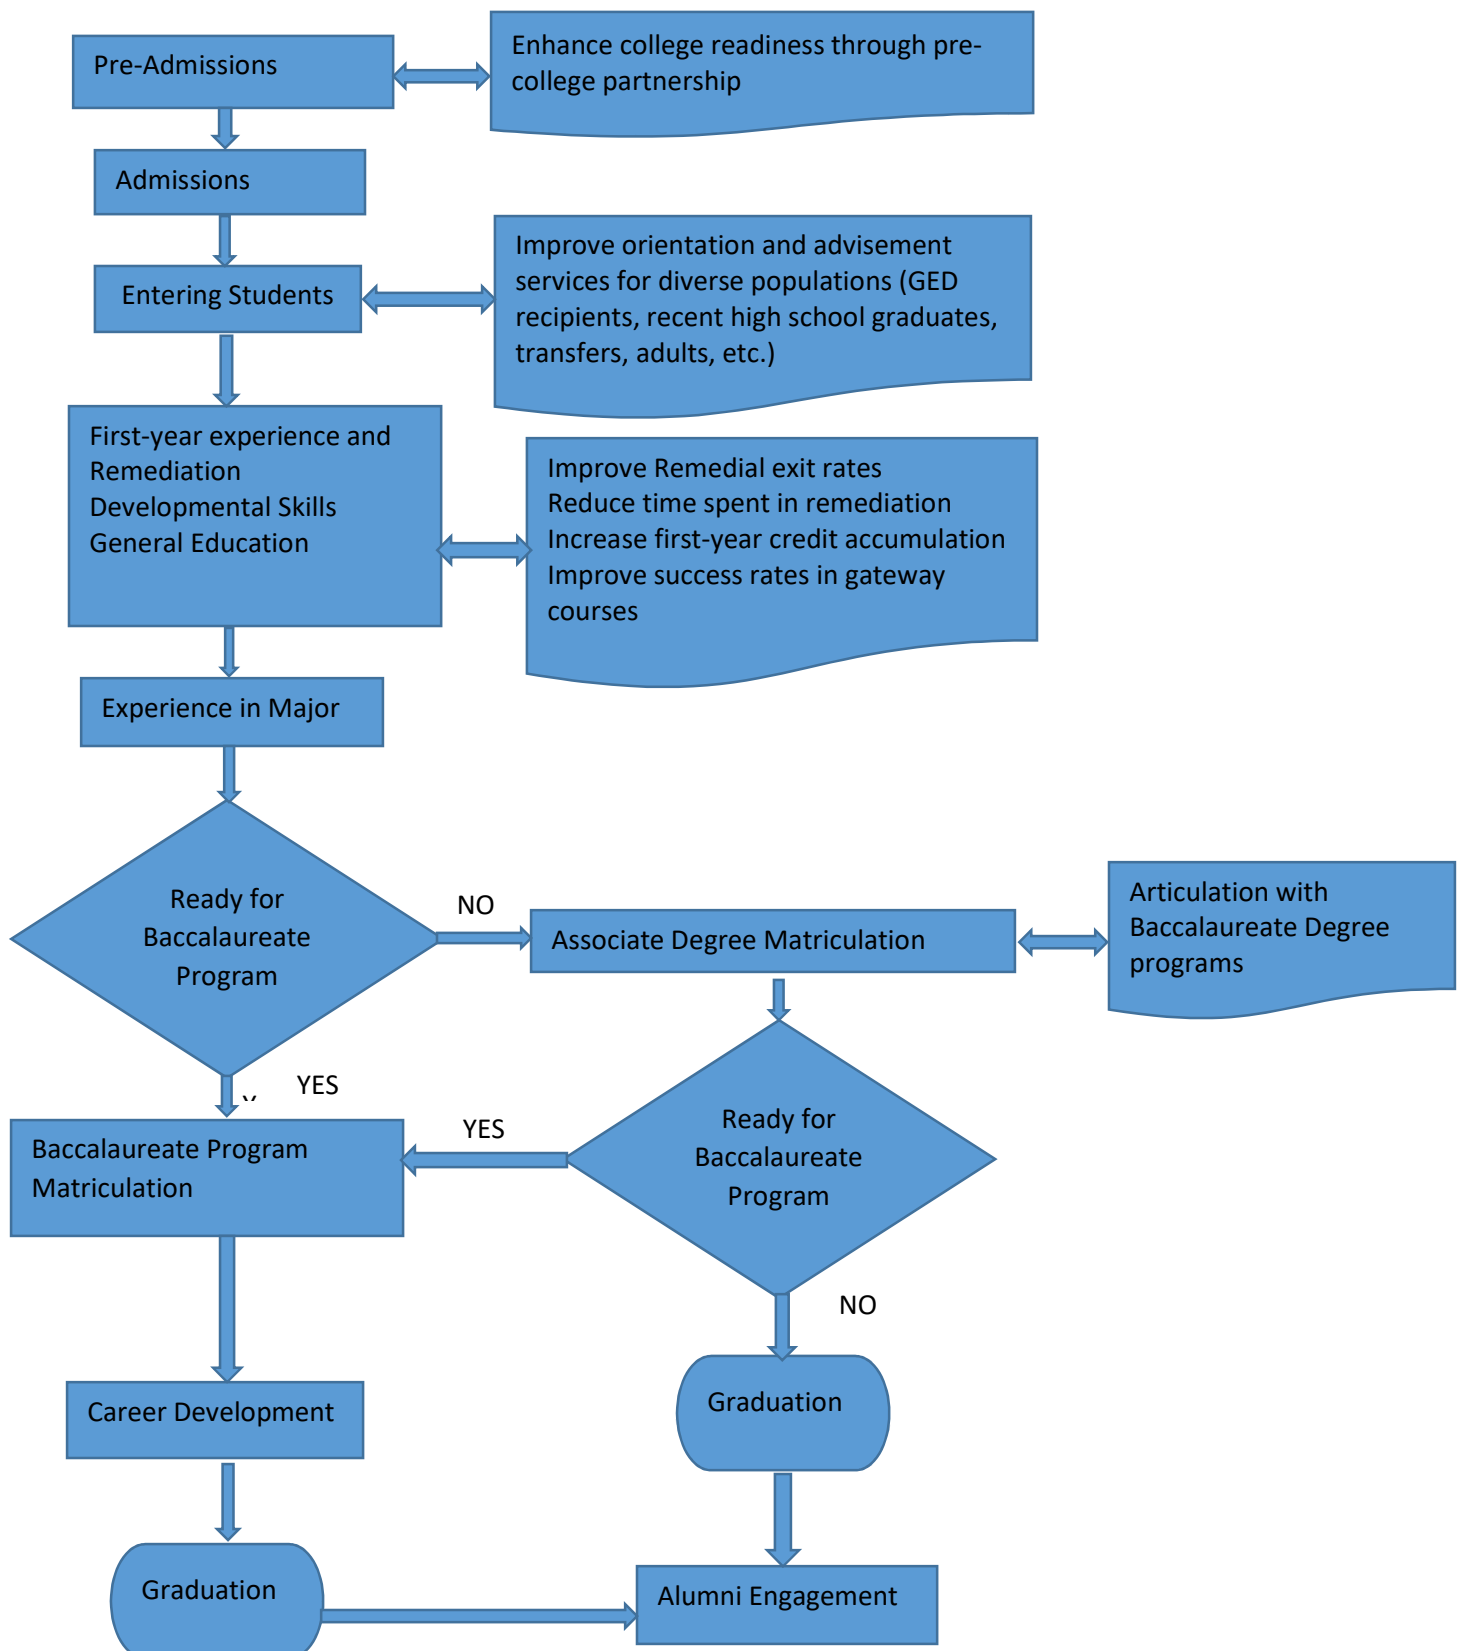 Pre-Admissions
Enhance college readiness through pre-
college partnership
Admissions
Improve orientation and advisement
services for diverse populations (GED
recipients, recent high school graduates,
transfers, adults, etc.)
Entering Students
First-year experience and
Remediation
Developmental Skills
General Education
Improve Remedial exit rates
Reduce time spent in remediation
Increase first-year credit accumulation
Improve success rates in gateway
courses
Experience in Major
Ready for
Baccalaureate
Program
NO
Associate Degree Matriculation
Articulation with
Baccalaureate Degree
programs
YES
Baccalaureate Program
Matriculation
YES
Ready for
Baccalaureate
Program
NO
Career Development
Graduation
Graduation
Alumni Engagement